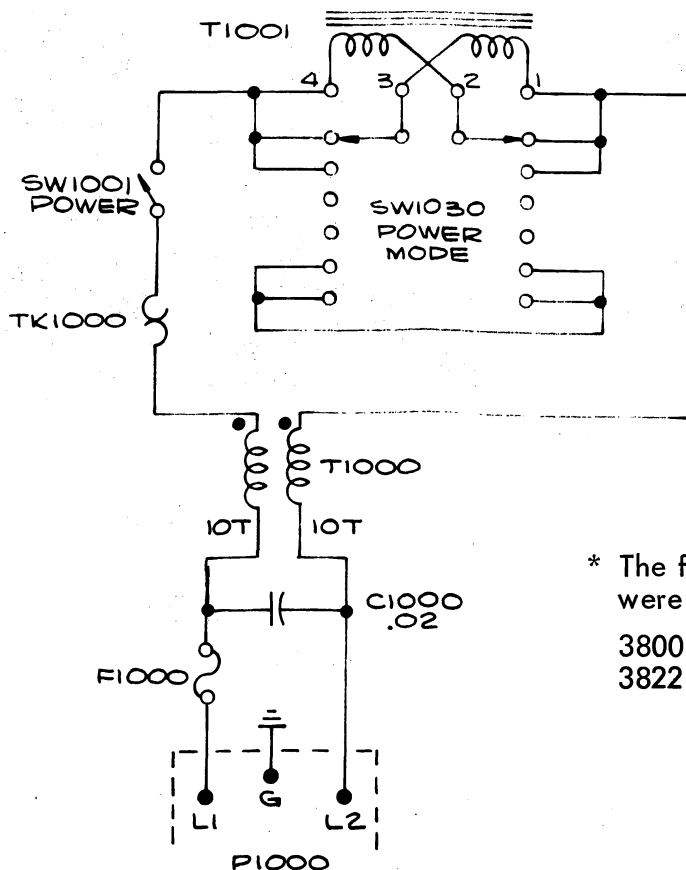 T1001
4 3 2 1
SW1001
POWER
SW1030
POWER
MODE
TK1000
T1000
10T 10T
C1000
.02
* The f
were
3800
3822
F1000
G
L1 L2
P1000